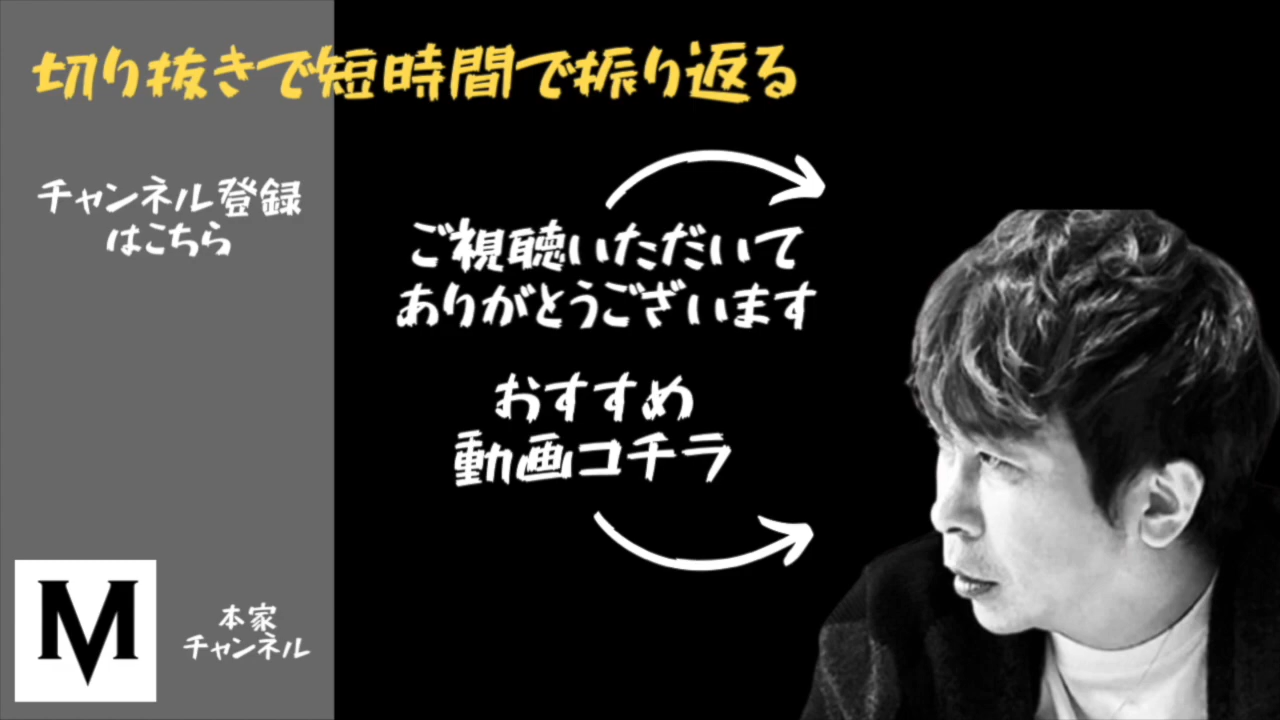 切り抜きで短時間で振り返る
チャンネル登録
はこちら
ご視聴いただいて
ありがとうございます
おすすめ
動画コチラ
M
本家
チャンネル